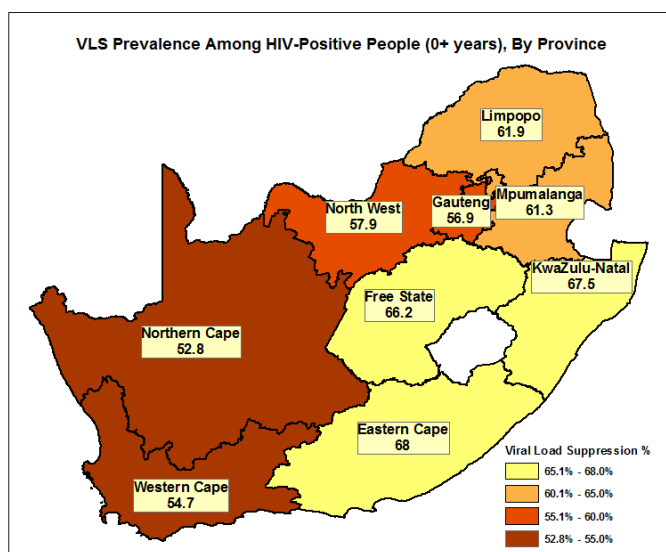 VLS Prevalence Among HIV-Positive People (0+ years), By Province
Limpopo
61.9
Mpumalanga
61.3
Gauteng
56.9
North West
57.9
KwaZulu-Natal
67.5
Free State
66.2
Northern Cape
52.8
Eastern Cape
68
Western Cape
54.7
Viral Load Suppression %
65.1% - 68.0%
60.1% - 65.0%
55.1% - 60.0%
52.8% - 55.0%